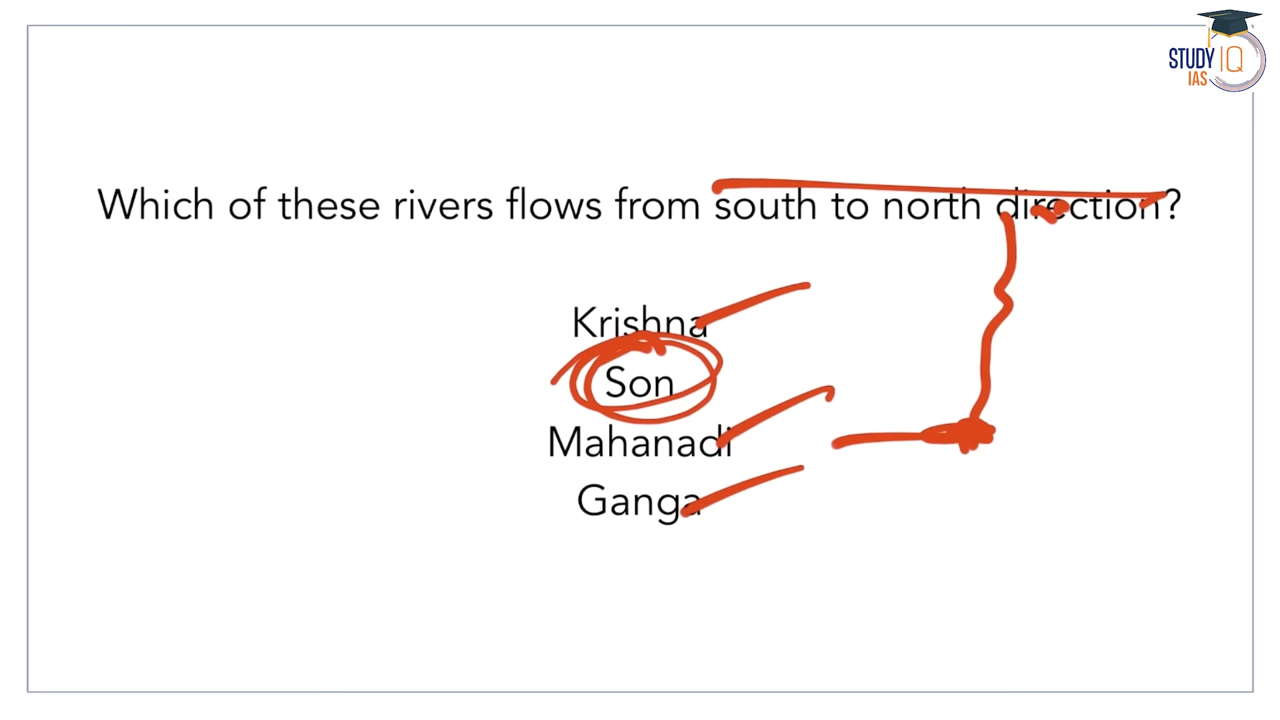 STUDY IQ
IAS
Which of these rivers flows from south to north direction?
Krishna
Son
Mahanadi
Ganga